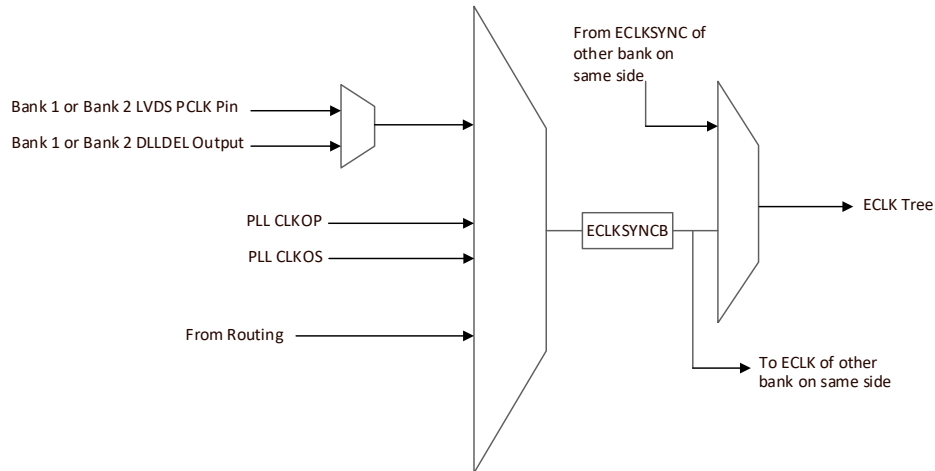 From ECLKSYNC of
other bank on
same side
Bank 1 or Bank 2 LVDS PCLK Pin
Bank 1 or Bank 2 DLLDEL Output
ECLK Tree
PLL CLKOP
ECLKSYNCB
PLL CLKOS
From Routing
To ECLK of other
bank on same side